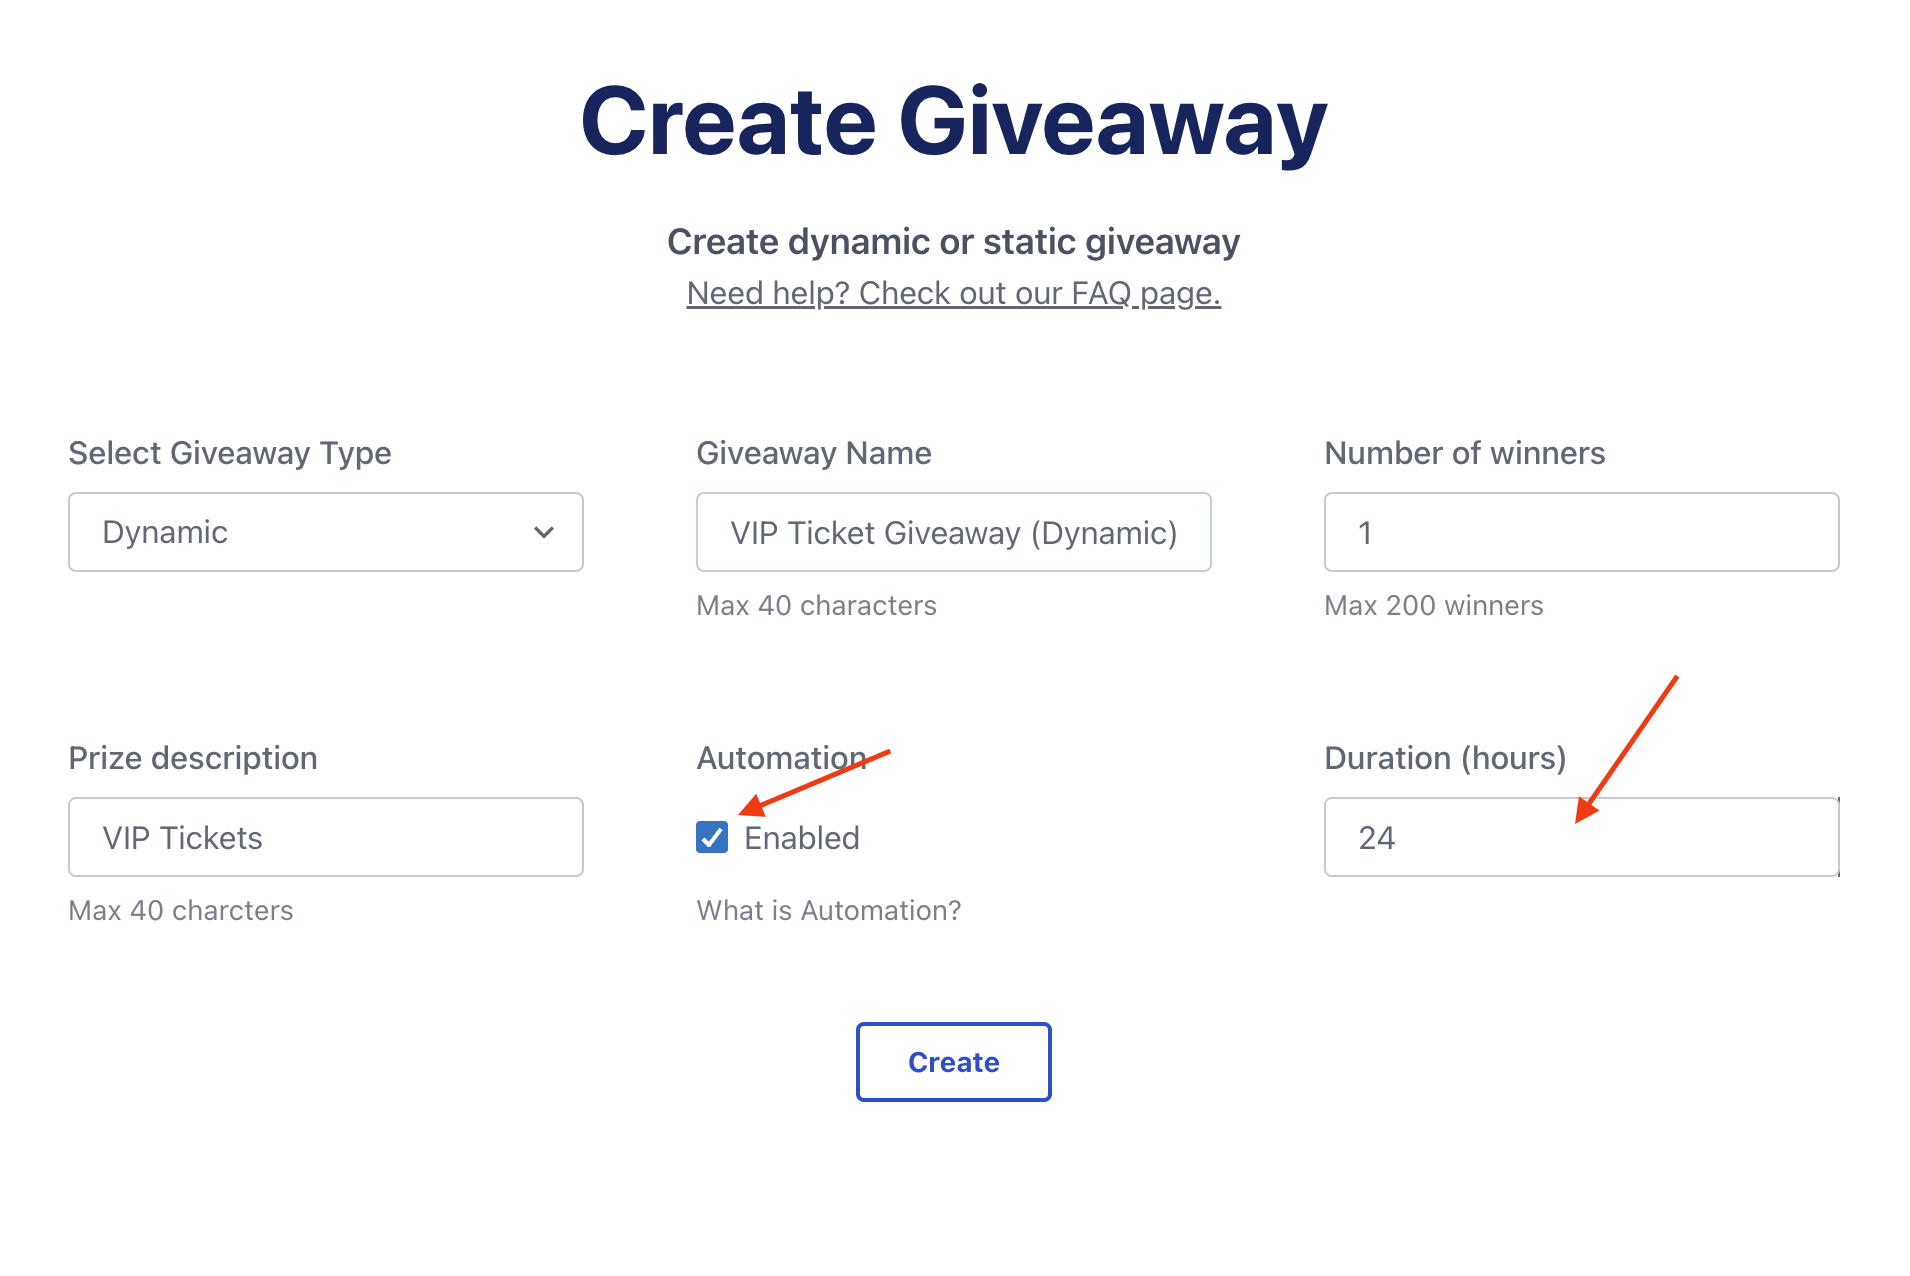 Create Giveaway
Create dynamic or static giveaway
Need help? Check out our FAQ page.
Select Giveaway Type
Giveaway Name
Number of winners
Dynamic
VIP Ticket Giveaway (Dynamic)
1
Max 40 characters
Max 200 winners
Prize description
Automation
Duration (hours)
VIP Tickets
Enabled
24
Max 40 charcters
What is Automation?
Create